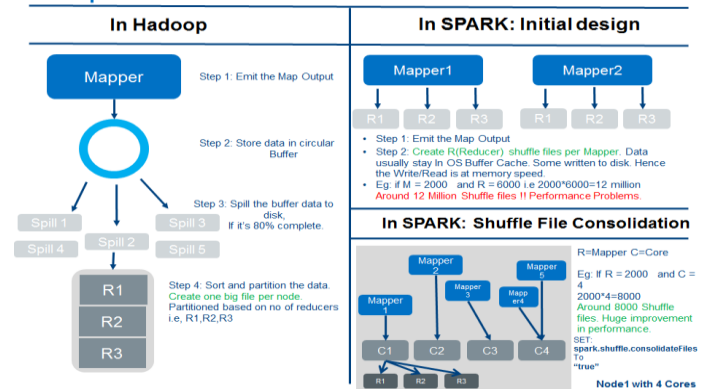 In Hadoop
Mapper
Step 1: Emit the Map Output
Step 2: Store data in circular
Buffer
Step 3: Spill the buffer data to
disk,
If it's 80% complete.
Spill 1
Spill 2
Spill 3
Spill 4
Spill 5
Step 4: Sort and partition the data.
Create one big file per node.
Partitioned based on no of reducers
i.e, R1,R2,R3
R1
R2
R3
In SPARK: Initial design
Mapper1
Mapper2
R1
R2
R3
R1
R2
R3
• Step 1: Emit the Map Output
• Step 2: Create R(Reducer) shuffle files per Mapper. Data
usually stay In OS Buffer Cache. Some written to disk. Hence
the Write/Read is at memory speed.
• Eg: if M = 2000 and R = 6000 i.e 2000*6000=12 million
Around 12 Million Shuffle files !! Performance Problems.
In SPARK: Shuffle File Consolidation
Mapper
1
Mapper
2
Mapper
3
Mapp
er4
Mapper
5
C1
C2
C3
C4
R1
R2
R3
R=Mapper C=Core
Eg: If R = 2000 and C =
4
2000*4=8000
Around 8000 Shuffle
files. Huge improvement
in performance.
SET:
spark.shuffle.consolidateFiles
To
"true"
Node1 with 4 Cores